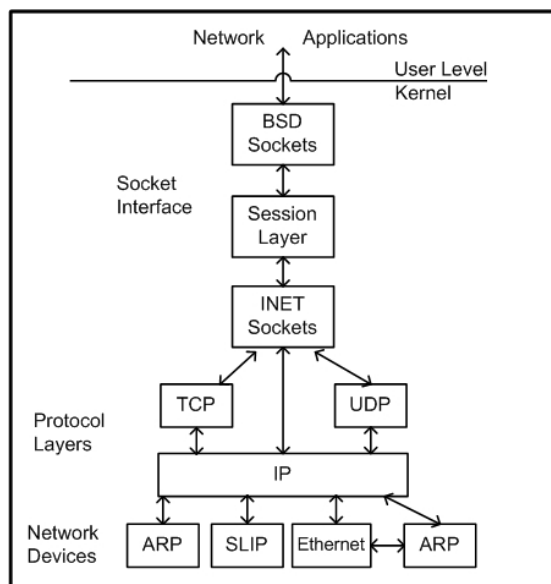 Network Applications
User Level
Kernel
BSD
Sockets
Socket
Interface
Session
Layer
INET
Sockets
TCP
UDP
Protocol
Layers
IP
Network
Devices
ARP
SLIP
Ethernet
ARP